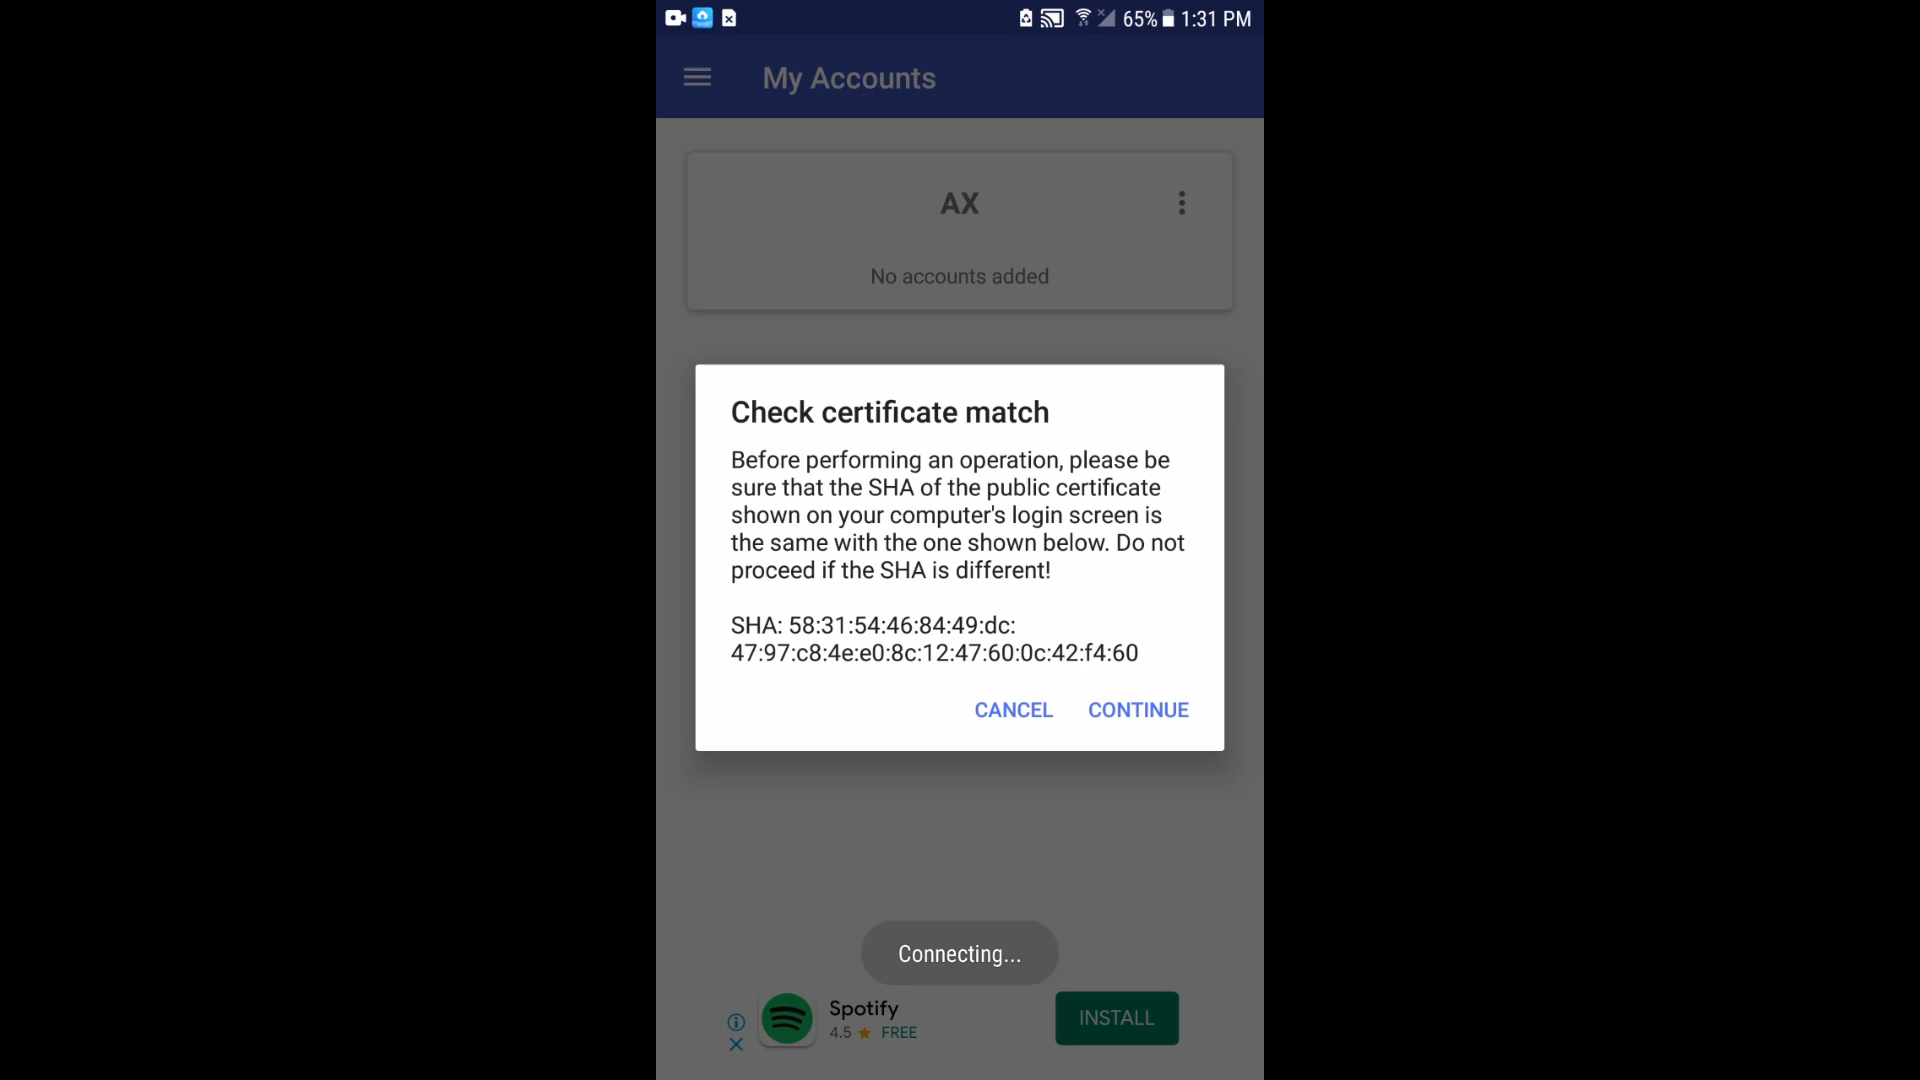 65% 1:31 PM
My Accounts
AX
No accounts added
Check certificate match
Before performing an operation, please be
sure that the SHA of the public certificate
shown on your computer's login screen is
the same with the one shown below. Do not
proceed if the SHA is different!
SHA: 58:31:54:46:84:49:dc:
47:97:c8:4e:e0:8c:12:47:60:0c:42:f4:60
CANCEL CONTINUE
Connecting...
Spotify
4.5 ★ FREE
INSTALL